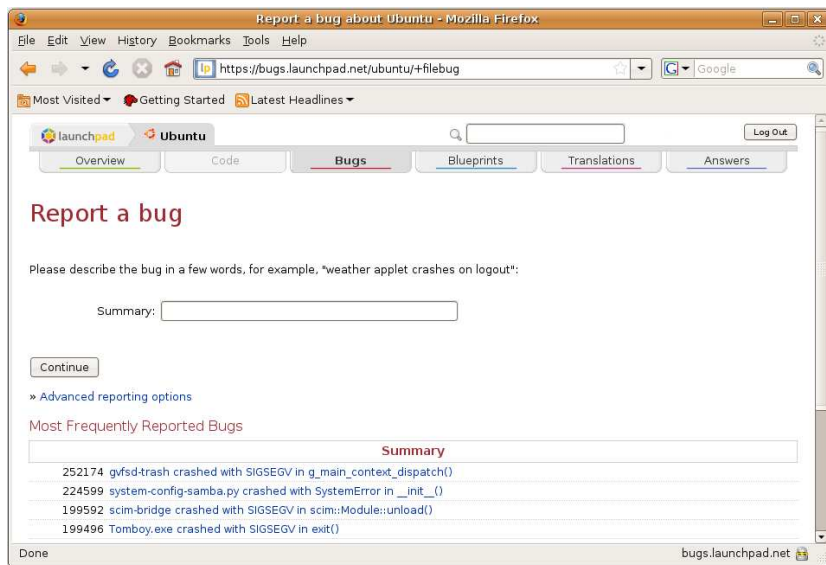 Report a bug about Ubuntu - Mozilla Firefox
File Edit View History Bookmarks Tools Help
lp https://bugs.launchpad.net/ubuntu/+filebug G Google
Most Visited Getting Started Latest Headlines
launchpad Ubuntu Log Out
Overview Code Bugs Blueprints Translations Answers
Report a bug
Please describe the bug in a few words, for example, "weather applet crashes on logout":
Summary:
Continue
» Advanced reporting options
Most Frequently Reported Bugs
Summary
252174 gvfsd-trash crashed with SIGSEGV in g_main_context_dispatch()
224599 system-config-samba.py crashed with SystemError in __init__()
199592 scim-bridge crashed with SIGSEGV in scim::Module::unload()
199496 Tomboy.exe crashed with SIGSEGV in exit()
Done bugs.launchpad.net